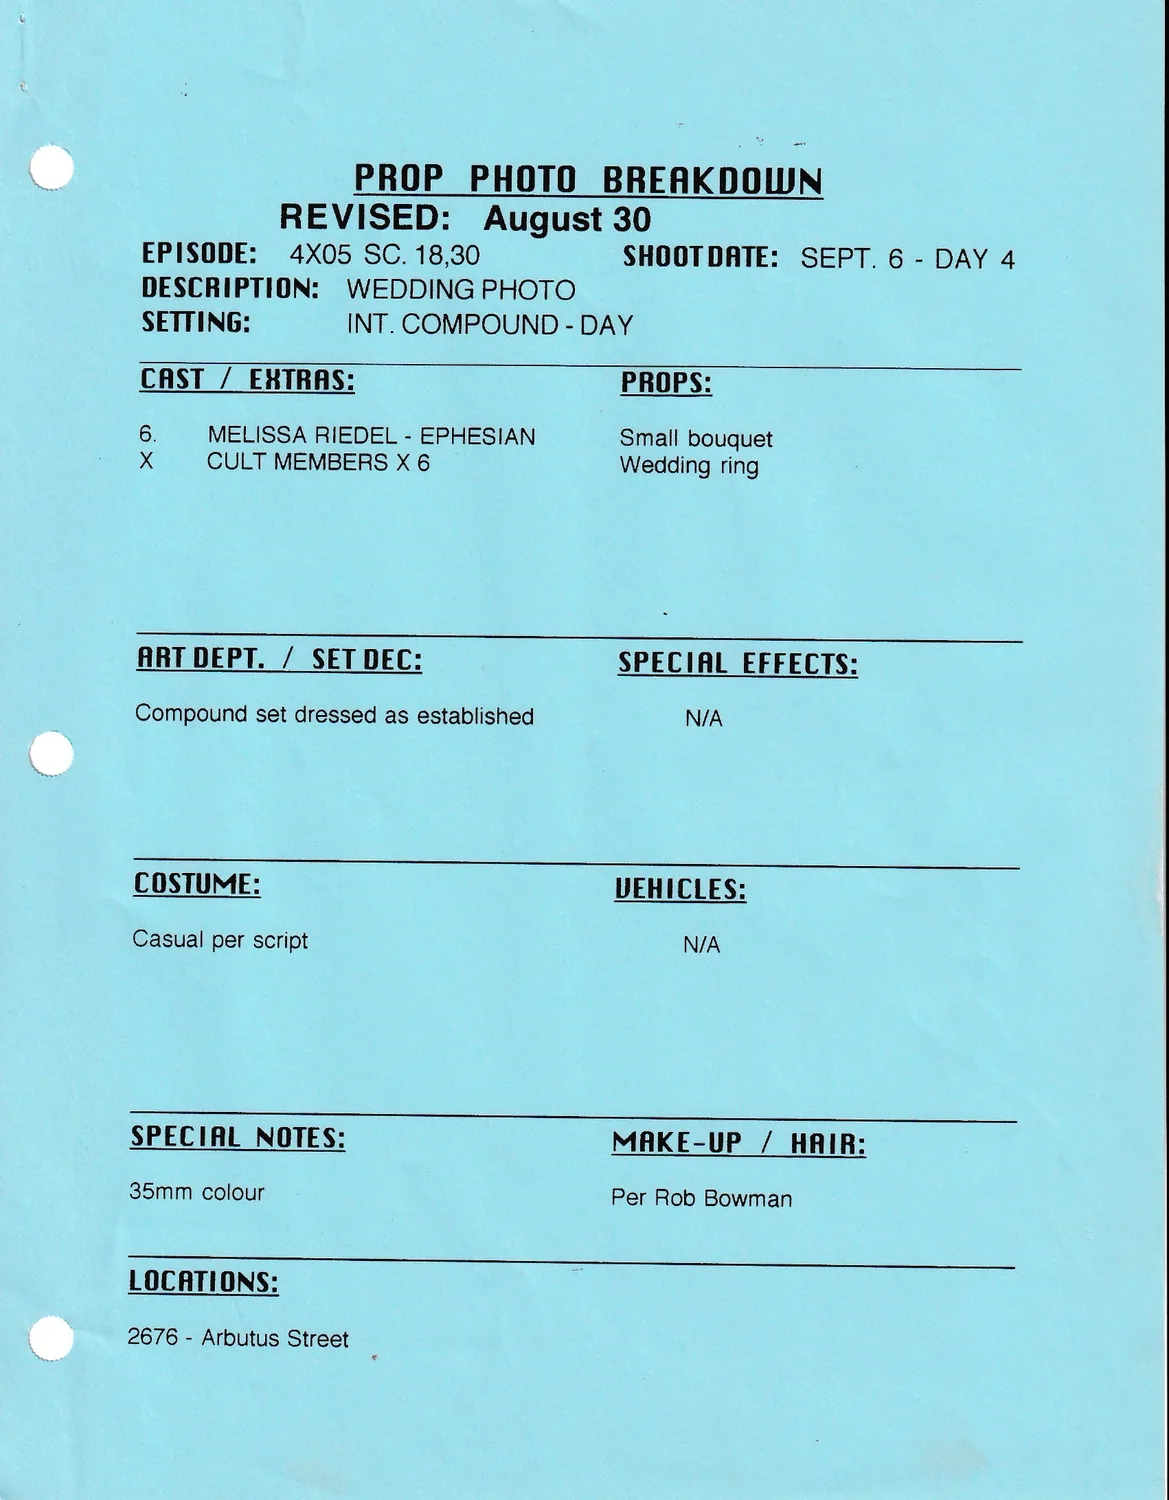 PROP PHOTO BREAKDOWN
REVISED: August 30
EPISODE: 4X05 SC. 18,30 SHOOT DATE: SEPT. 6 - DAY 4
DESCRIPTION: WEDDING PHOTO
SETTING: INT. COMPOUND - DAY
CAST / EXTRAS: PROPS:
6. MELISSA RIEDEL - EPHESIAN Small bouquet
X CULT MEMBERS X 6 Wedding ring
ART DEPT. / SET DEC: SPECIAL EFFECTS:
Compound set dressed as established N/A
COSTUME: VEHICLES:
Casual per script N/A
SPECIAL NOTES: MAKE-UP / HAIR:
35mm colour Per Rob Bowman
LOCATIONS:
2676 - Arbutus Street